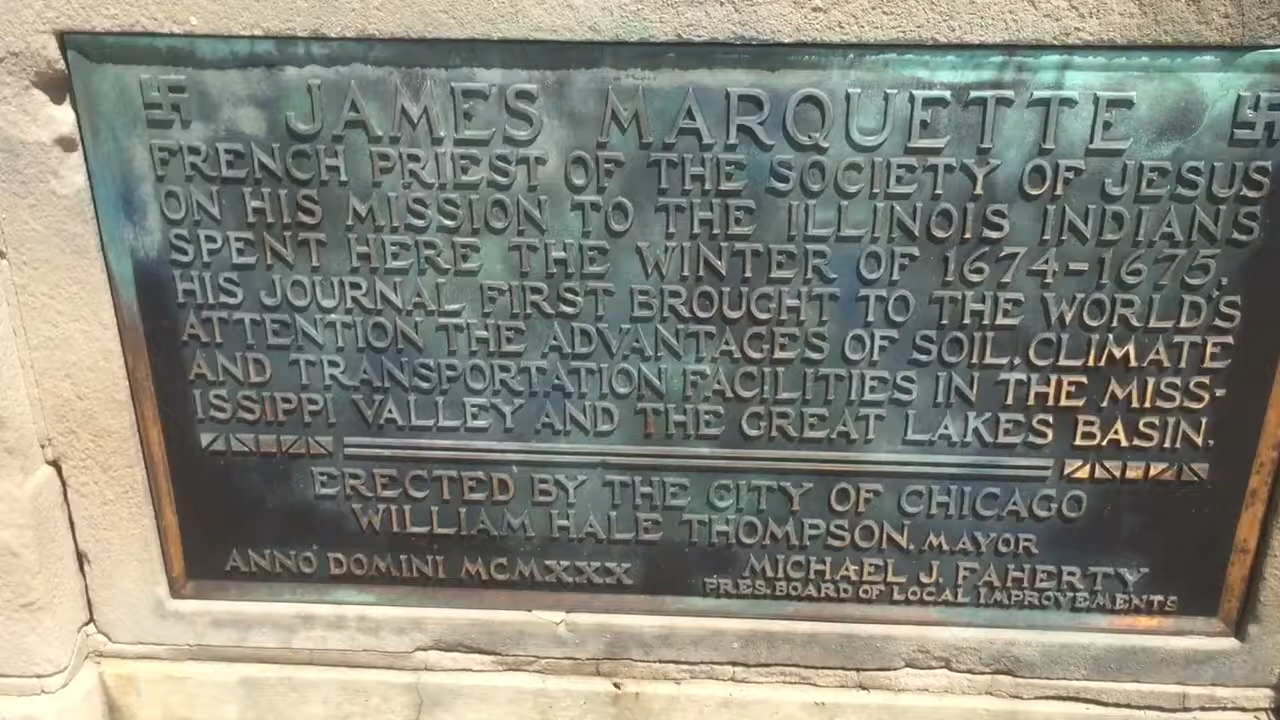 JAMES MARQUETTE
FRENCH PRIEST OF THE SOCIETY OF JESUS
ON HIS MISSION TO THE ILLINOIS INDIANS
SPENT HERE THE WINTER OF 1674-1675.
HIS JOURNAL FIRST BROUGHT TO THE WORLD'S
ATTENTION THE ADVANTAGES OF SOIL, CLIMATE
AND TRANSPORTATION FACILITIES IN THE MISS-
ISSIPPI VALLEY AND THE GREAT LAKES BASIN.
ERECTED BY THE CITY OF CHICAGO
WILLIAM HALE THOMPSON, MAYOR
ANNO DOMINI MCMXXX MICHAEL J. FAHERTY
PRES. BOARD OF LOCAL IMPROVEMENTS